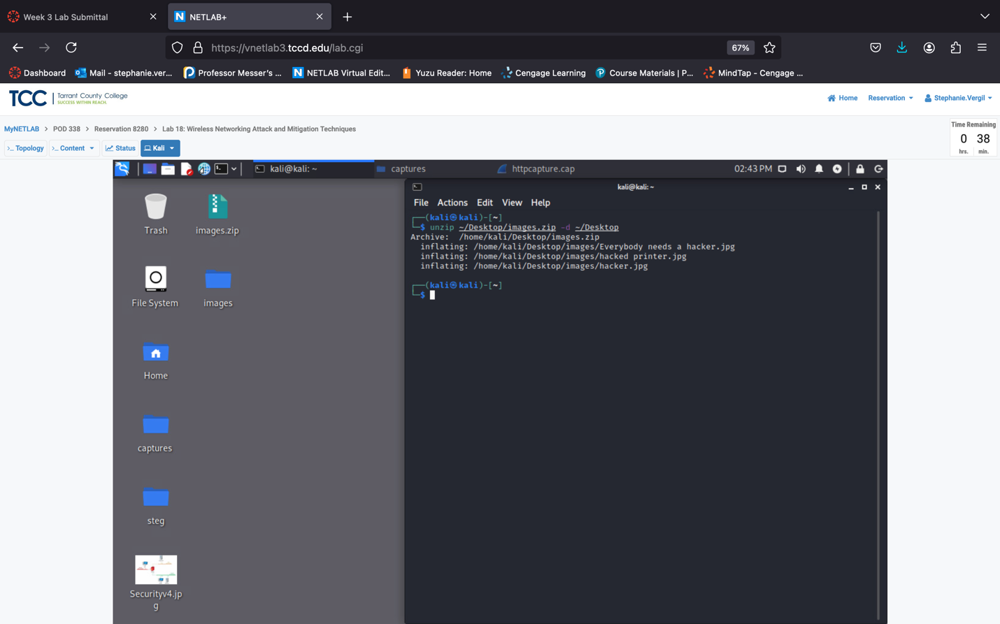 Week 3 Lab Submittal
NETLAB+
https://vnetlab3.tccd.edu/lab.cgi
67%
Dashboard
Mail - stephanie.ver...
Professor Messer's ...
NETLAB Virtual Edit...
Yuzu Reader: Home
Cengage Learning
Course Materials | P...
MindTap - Cengage ...
TCC
Tarrant County College
SUCCESS WITHIN REACH.
Home
Reservation
Stephanie.Vergil
MyNETLAB > POD 338 > Reservation 8280 > Lab 18: Wireless Networking Attack and Mitigation Techniques
Time Remaining
0 38
hrs. min.
>_ Topology
>_ Content
Status
Kali
kali@kali: ~
captures
httpcapture.cap
02:43 PM
Trash
images.zip
File System
images
Home
captures
steg
Securityv4.jp
g
kali@kali: ~
File Actions Edit View Help
┌──(kali㉿kali)-[~]
└─$ unzip ~/Desktop/images.zip -d ~/Desktop
Archive:  /home/kali/Desktop/images.zip
  inflating: /home/kali/Desktop/images/Everybody needs a hacker.jpg
  inflating: /home/kali/Desktop/images/hacked printer.jpg
  inflating: /home/kali/Desktop/images/hacker.jpg
┌──(kali㉿kali)-[~]
└─$